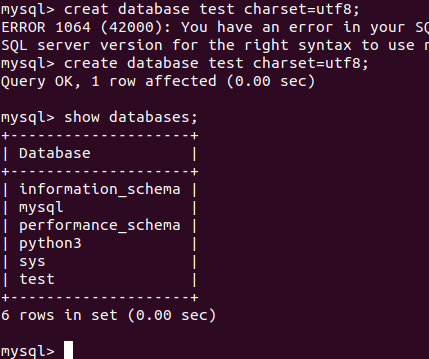 mysql> creat database test charset=utf8;
ERROR 1064 (42000): You have an error in your SQ
SQL server version for the right syntax to use
mysql> create database test charset=utf8;
Query OK, 1 row affected (0.00 sec)
mysql> show databases;
+--------------------+
| Database           |
+--------------------+
| information_schema |
| mysql              |
| performance_schema |
| python3            |
| sys                |
| test               |
+--------------------+
6 rows in set (0.00 sec)
mysql>